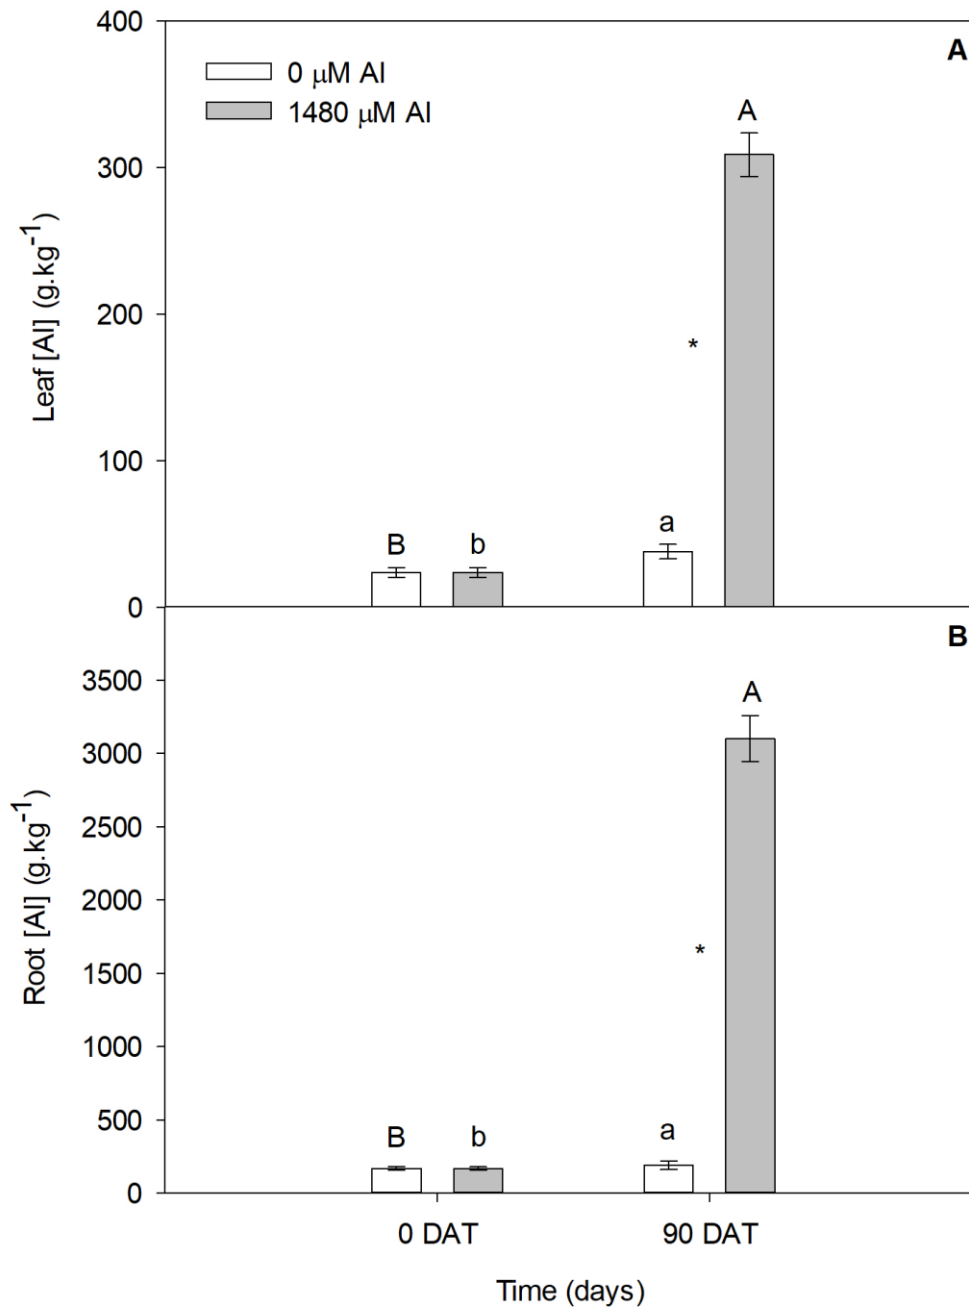 400
A
0 μM Al
1480 μM Al
A
300
Leaf [Al] (g.kg⁻¹)
200
*
100
B
b
a
0
B
3500
A
3000
2500
Root [Al] (g.kg⁻¹)
2000
*
1500
1000
500
B
b
a
0
0 DAT
90 DAT
Time (days)